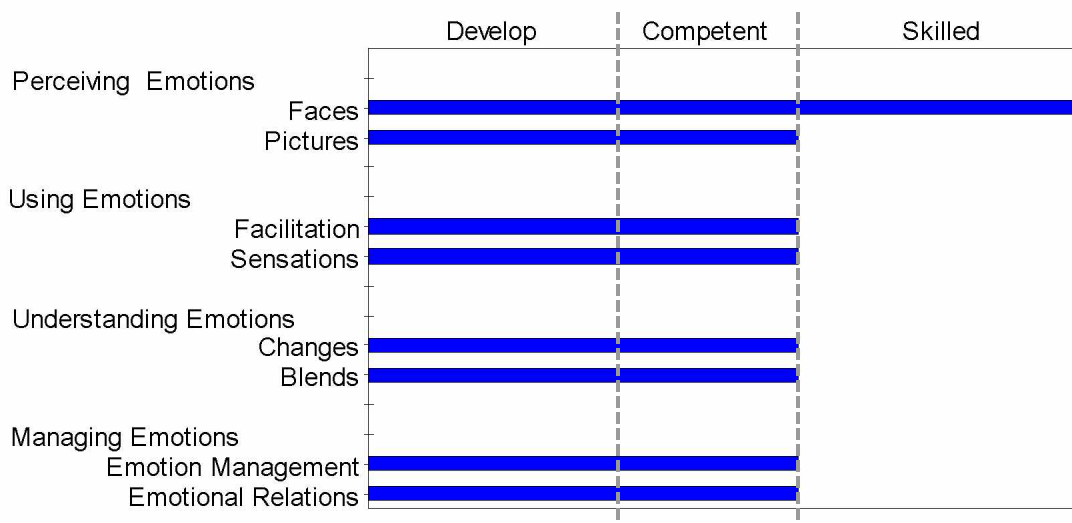 Develop Competent Skilled
Perceiving Emotions
Faces
Pictures
Using Emotions
Facilitation
Sensations
Understanding Emotions
Changes
Blends
Managing Emotions
Emotion Management
Emotional Relations